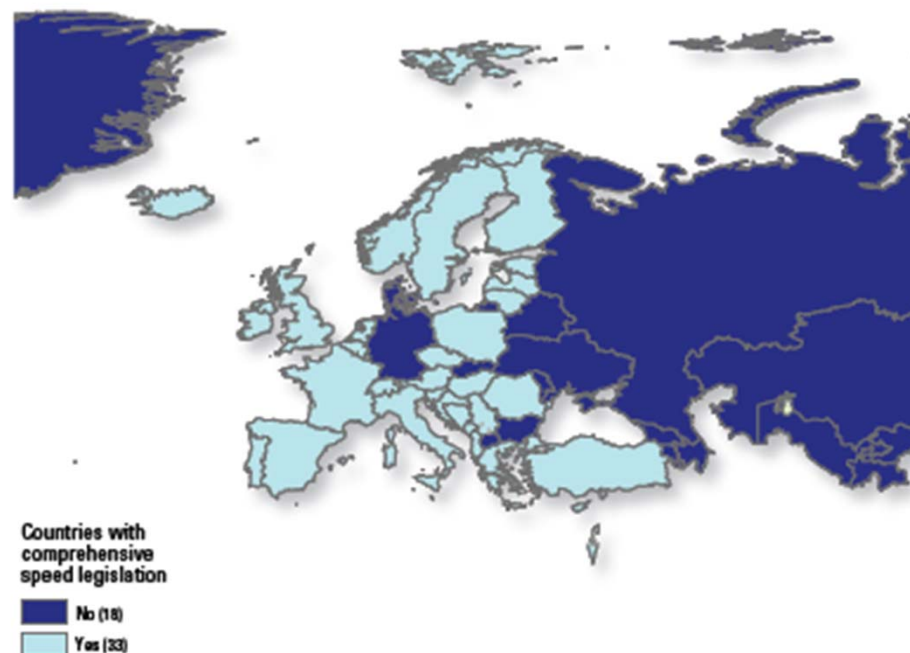 Countries with
comprehensive
speed legislation
No (18)
Yes (33)